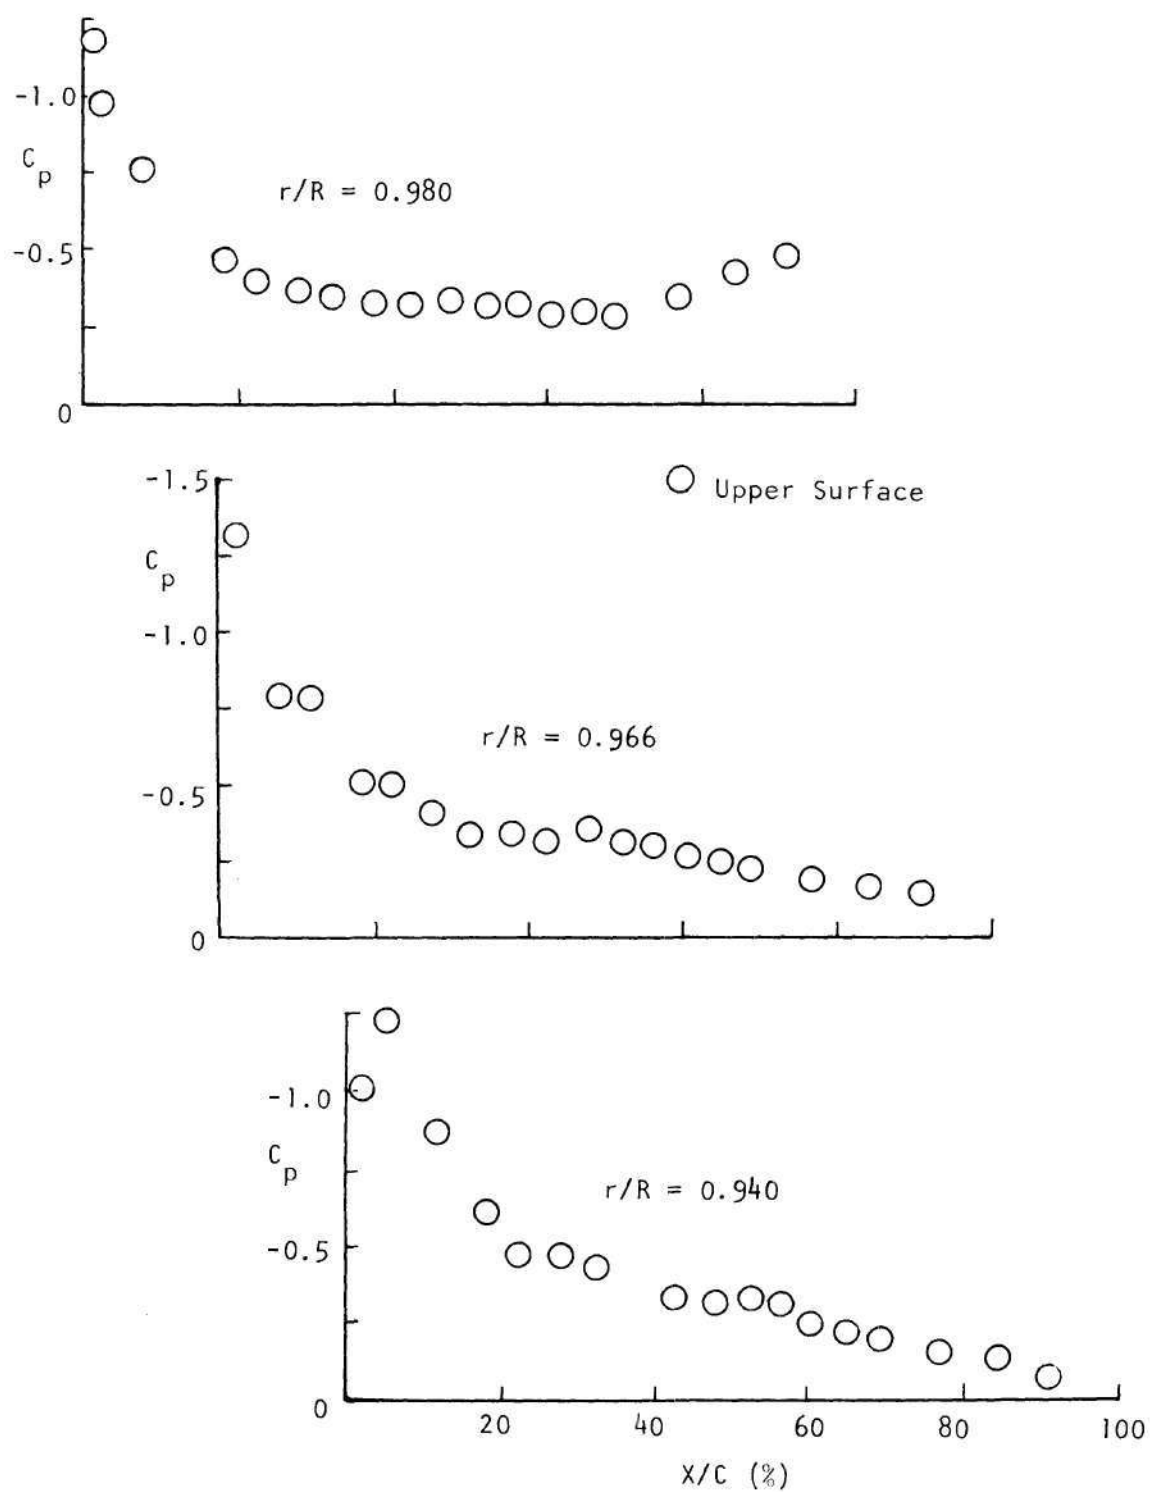 -1.0
C
p
r/R = 0.980
-0.5
0
-1.5
Upper Surface
C
p
-1.0
r/R = 0.966
-0.5
0
-1.0
C
p
r/R = 0.940
-0.5
0
20 40 60 80 100
X/C (%)